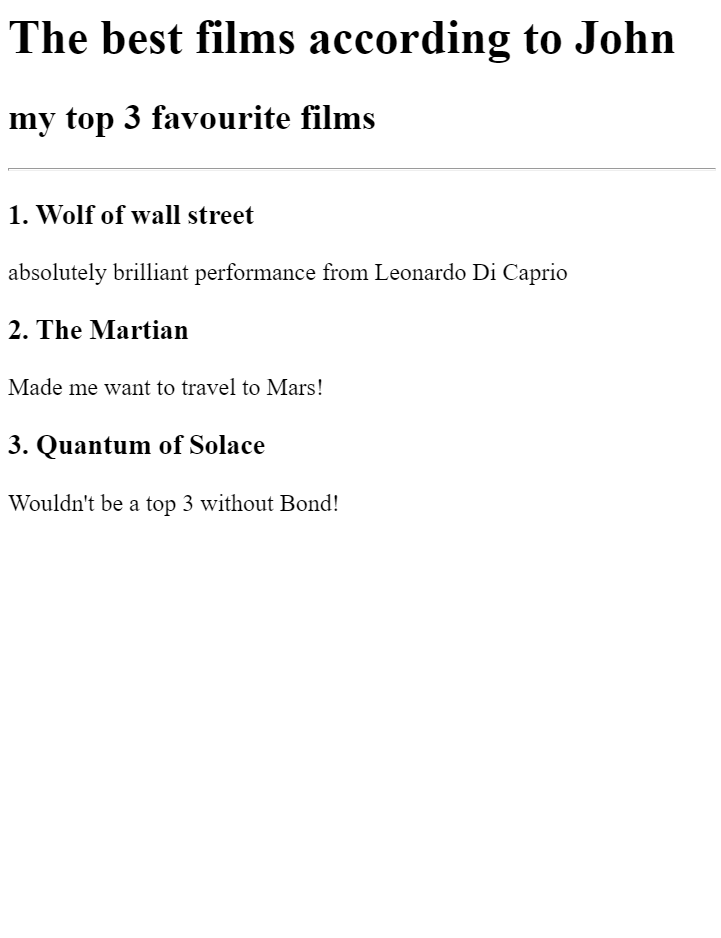 The best films according to John
my top 3 favourite films
1. Wolf of wall street
absolutely brilliant performance from Leonardo Di Caprio
2. The Martian
Made me want to travel to Mars!
3. Quantum of Solace
Wouldn't be a top 3 without Bond!